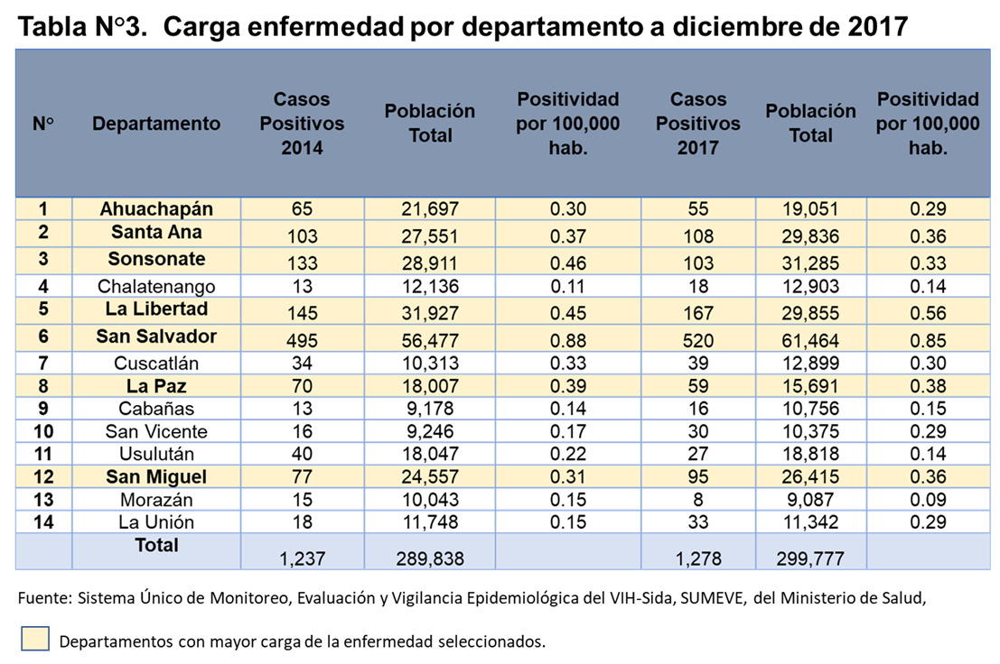 Tabla N°3. Carga enfermedad por departamento a diciembre de 2017
N° Departamento Casos Positivos 2014 Población Total Positividad por 100,000 hab. Casos Positivos 2017 Población Total Positividad por 100,000 hab.
1 Ahuachapán 65 21,697 0.30 55 19,051 0.29
2 Santa Ana 103 27,551 0.37 108 29,836 0.36
3 Sonsonate 133 28,911 0.46 103 31,285 0.33
4 Chalatenango 13 12,136 0.11 18 12,903 0.14
5 La Libertad 145 31,927 0.45 167 29,855 0.56
6 San Salvador 495 56,477 0.88 520 61,464 0.85
7 Cuscatlán 34 10,313 0.33 39 12,899 0.30
8 La Paz 70 18,007 0.39 59 15,691 0.38
9 Cabañas 13 9,178 0.14 16 10,756 0.15
10 San Vicente 16 9,246 0.17 30 10,375 0.29
11 Usulután 40 18,047 0.22 27 18,818 0.14
12 San Miguel 77 24,557 0.31 95 26,415 0.36
13 Morazán 15 10,043 0.15 8 9,087 0.09
14 La Unión 18 11,748 0.15 33 11,342 0.29
Total 1,237 289,838 1,278 299,777
Fuente: Sistema Único de Monitoreo, Evaluación y Vigilancia Epidemiológica del VIH-Sida, SUMEVE, del Ministerio de Salud,
Departamentos con mayor carga de la enfermedad seleccionados.